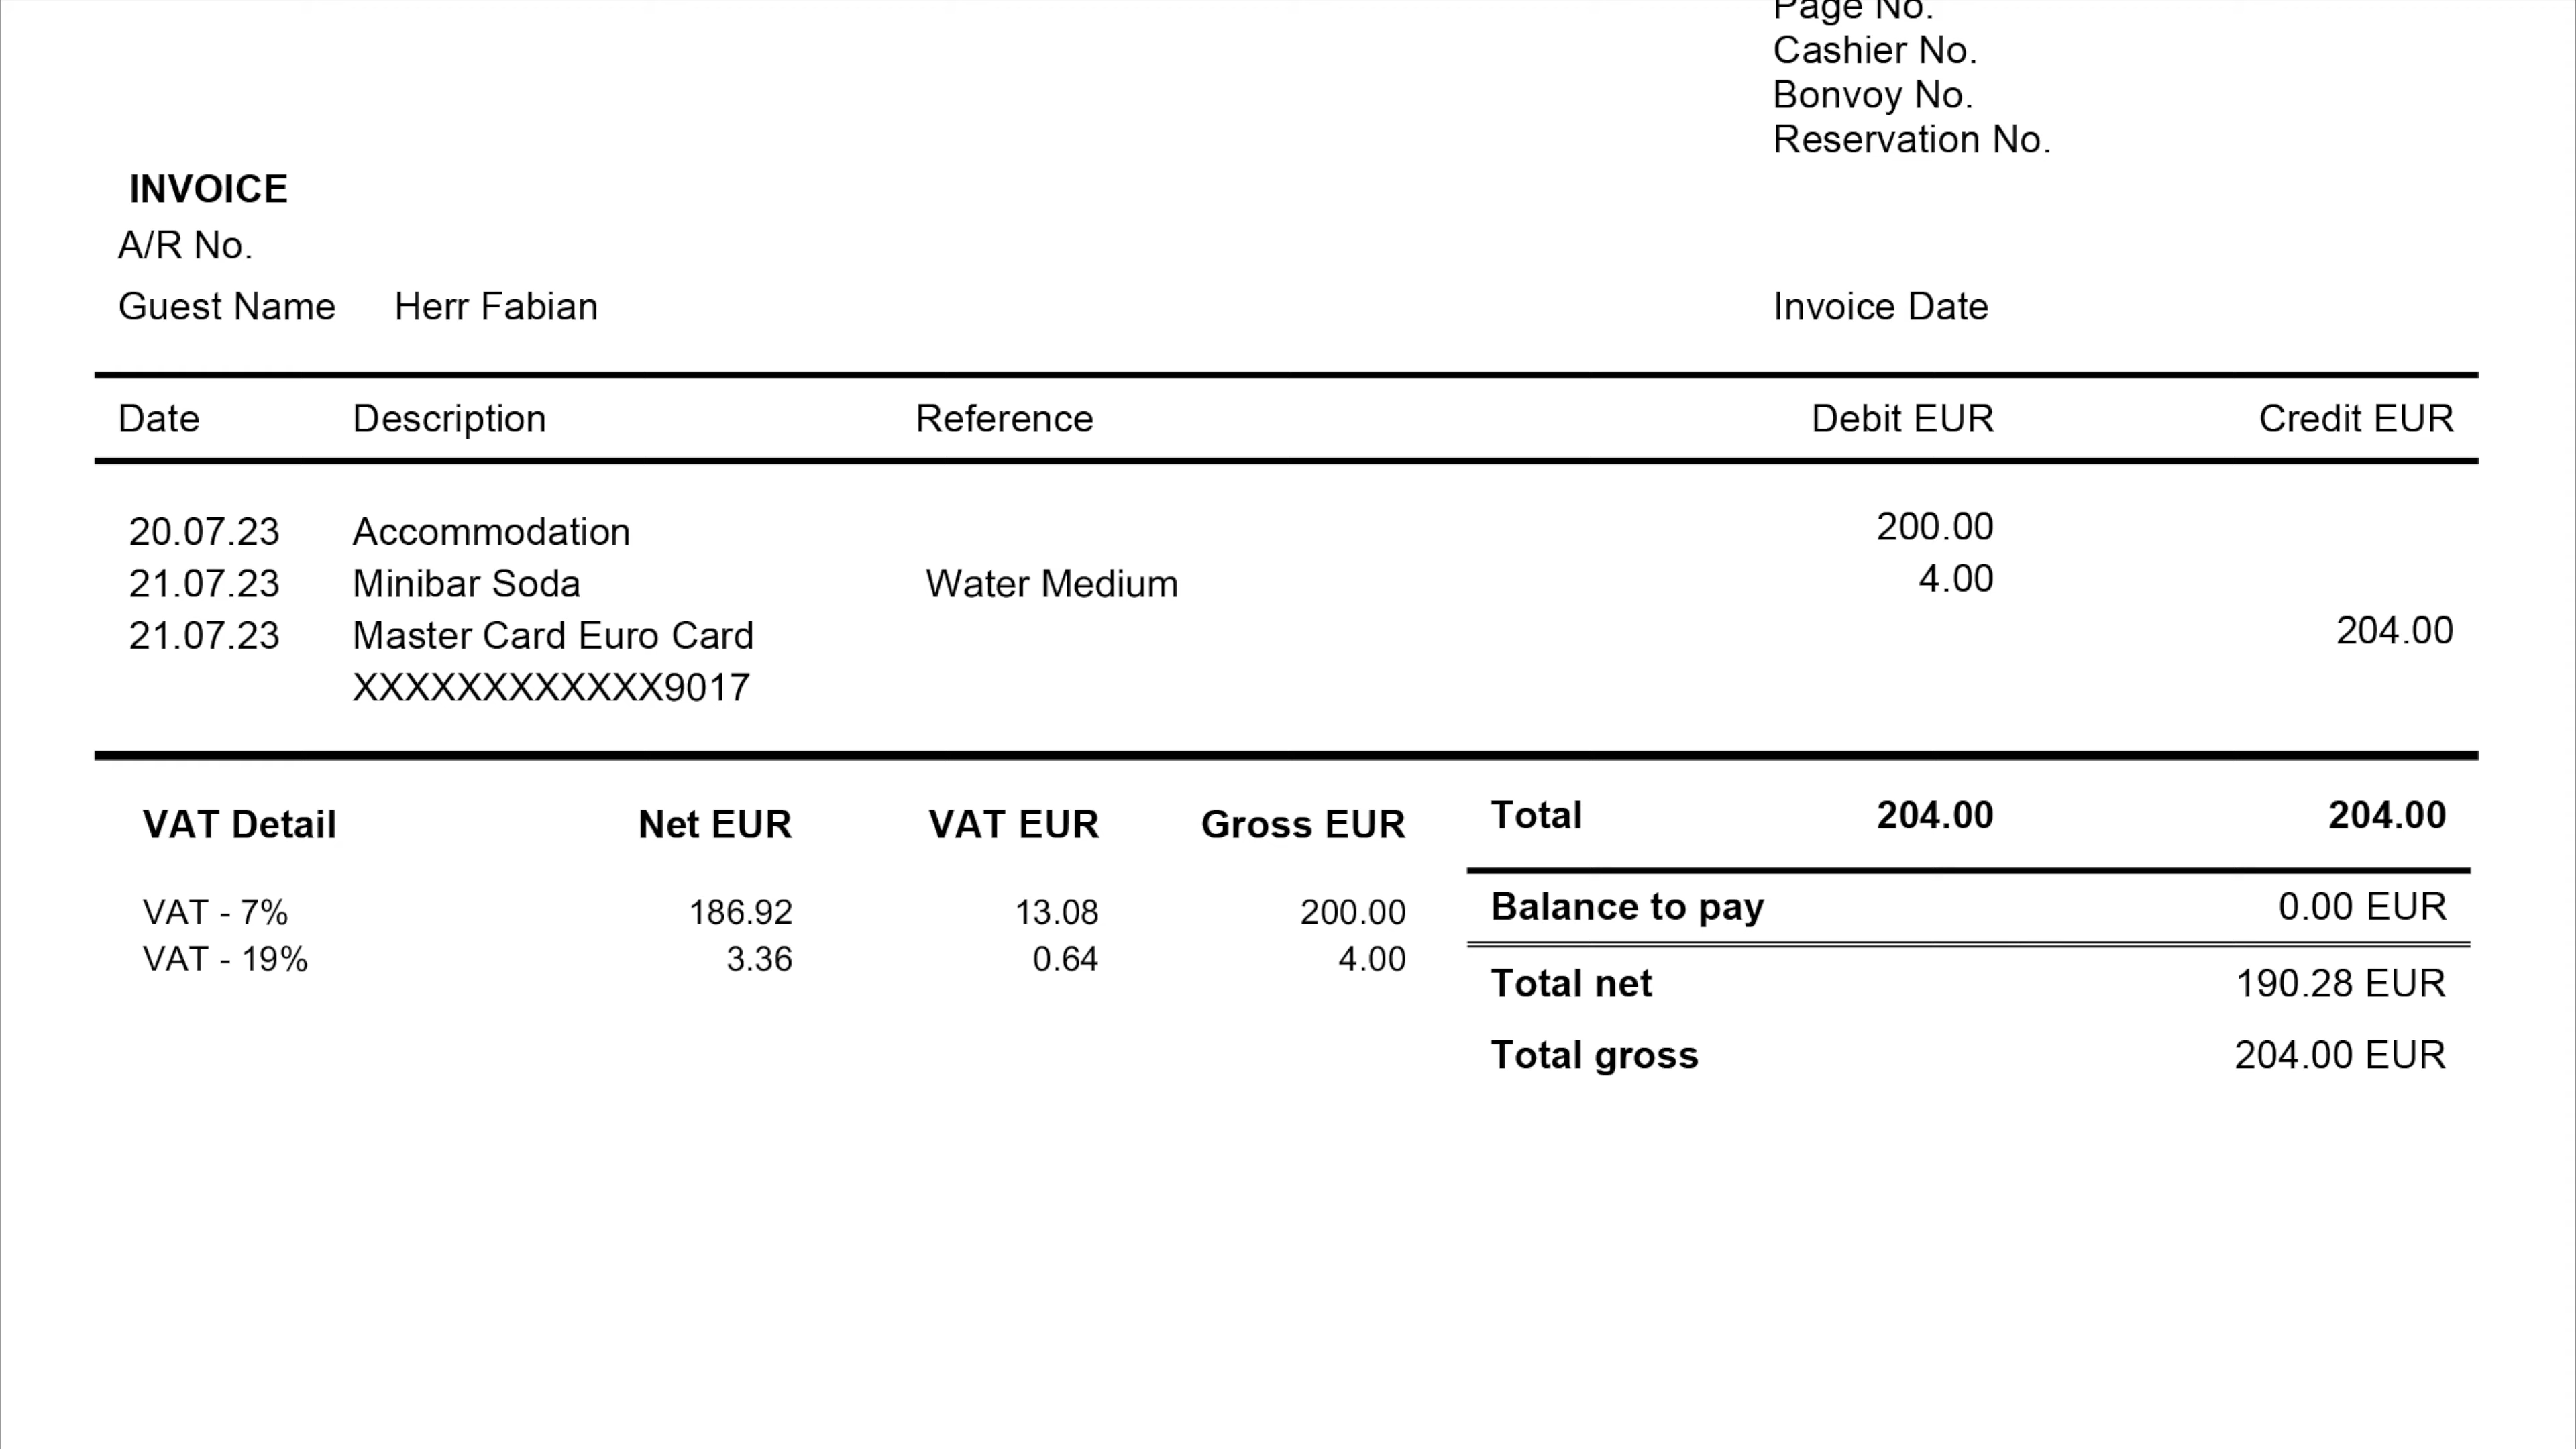 Page No.
Cashier No.
Bonvoy No.
Reservation No.
INVOICE
A/R No.
Guest Name Herr Fabian Invoice Date
Date Description Reference Debit EUR Credit EUR
20.07.23 Accommodation 200.00
21.07.23 Minibar Soda Water Medium 4.00
21.07.23 Master Card Euro Card 204.00
XXXXXXXXXXXX9017
VAT Detail Net EUR VAT EUR Gross EUR
VAT - 7% 186.92 13.08 200.00
VAT - 19% 3.36 0.64 4.00
Total 204.00 204.00
Balance to pay 0.00 EUR
Total net 190.28 EUR
Total gross 204.00 EUR